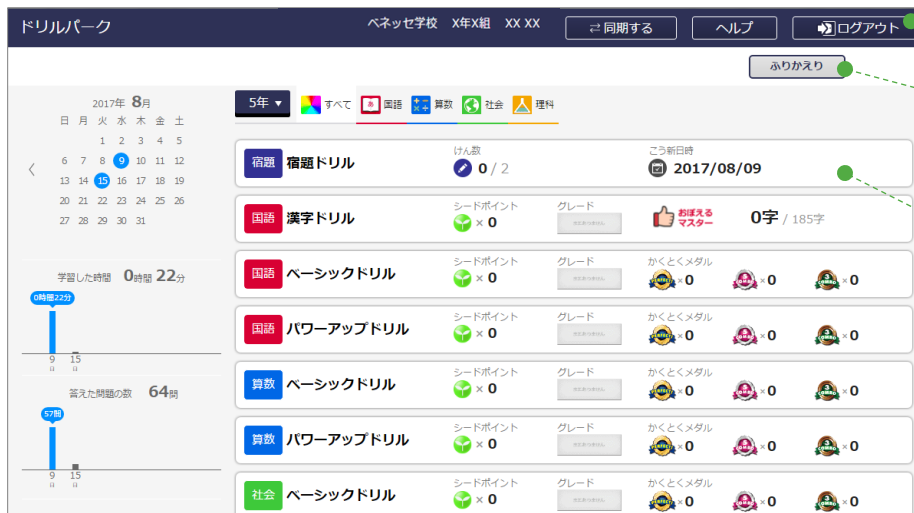 ドリルパーク
ベネッセ学校 X年X組 XX XX
同期する
ヘルプ
ログアウト
ふりかえり
2017年 8月
日 月 火 水 木 金 土
1 2 3 4 5
6 7 8 9 10 11 12
13 14 15 16 17 18 19
20 21 22 23 24 25 26
27 28 29 30 31
学習した時間 0時間 22分
0時間22分
9 15
日 日
答えた問題の数 64問
57問
9 15
日 日
5年 すべて 国語 算数 社会 理科
宿題 宿題ドリル
けん数
0 / 2
こう新日時
2017/08/09
国語 漢字ドリル
シードポイント
× 0
グレード
おぼえる
マスター
0字 / 185字
国語 ベーシックドリル
シードポイント
× 0
グレード
かくとくメダル
× 0 × 0 × 0
国語 パワーアップドリル
シードポイント
× 0
グレード
かくとくメダル
× 0 × 0 × 0
算数 ベーシックドリル
シードポイント
× 0
グレード
かくとくメダル
× 0 × 0 × 0
算数 パワーアップドリル
シードポイント
× 0
グレード
かくとくメダル
× 0 × 0 × 0
社会 ベーシックドリル
シードポイント
× 0
グレード
かくとくメダル
× 0 × 0 × 0